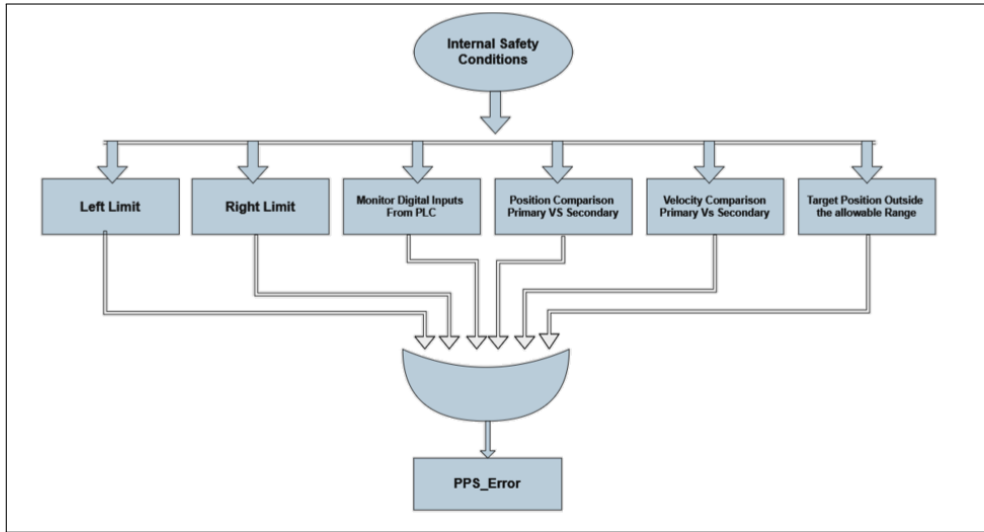 Internal Safety
Conditions
Left Limit
Right Limit
Monitor Digital Inputs
From PLC
Position Comparison
Primary VS Secondary
Velocity Comparison
Primary Vs Secondary
Target Position Outside
the allowable Range
PPS_Error